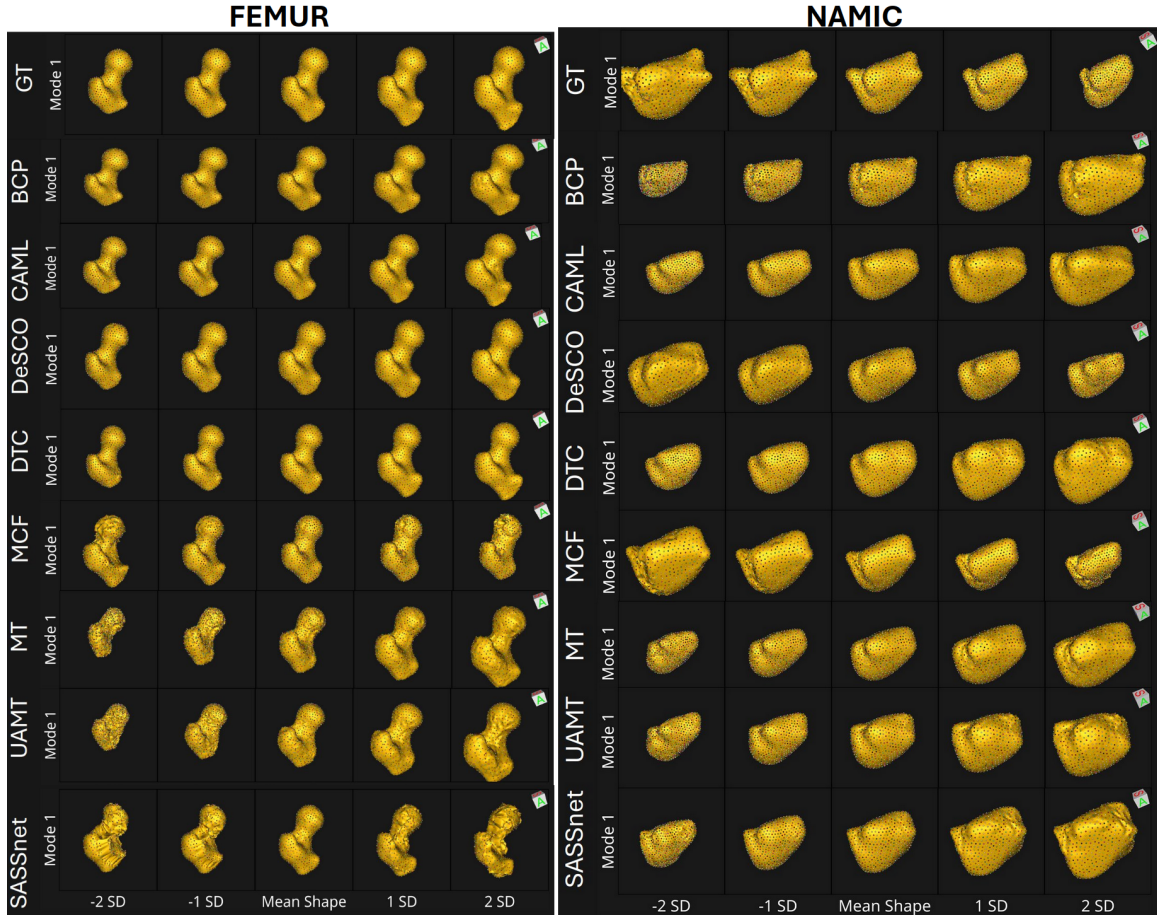 FEMUR
NAMIC
GT
Mode 1
BCP
Mode 1
CAML
Mode 1
DeSCO
Mode 1
DTC
Mode 1
MCF
Mode 1
MT
Mode 1
UAMT
Mode 1
SASSnet
Mode 1
-2 SD
-1 SD
Mean Shape
1 SD
2 SD
A
A
A
A
A
A
A
A
A
GT
Mode 1
BCP
Mode 1
CAML
Mode 1
DeSCO
Mode 1
DTC
Mode 1
MCF
Mode 1
MT
Mode 1
UAMT
Mode 1
SASSnet
Mode 1
-2 SD
-1 SD
Mean Shape
1 SD
2 SD